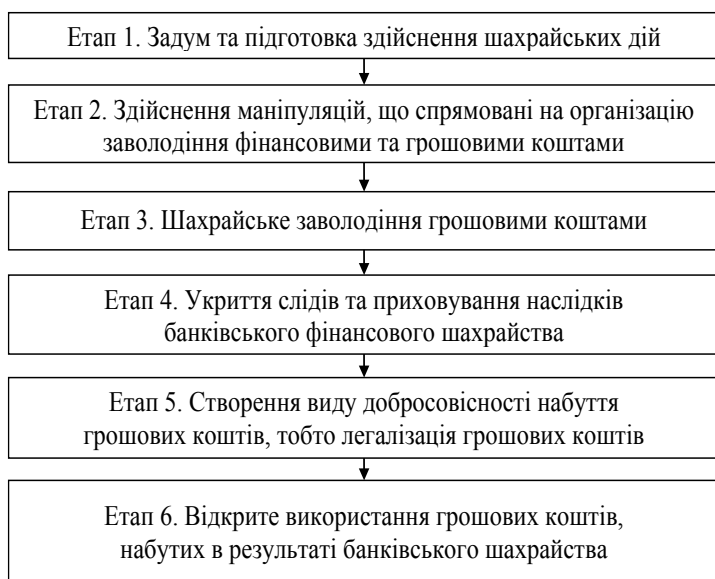 Етап 1. Задум та підготовка здійснення шахрайських дій
Етап 2. Здійснення маніпуляцій, що спрямовані на організацію
заволодіння фінансовими та грошовими коштами
Етап 3. Шахрайське заволодіння грошовими коштами
Етап 4. Укриття слідів та приховування наслідків
банківського фінансового шахрайства
Етап 5. Створення виду добросовісності набуття
грошових коштів, тобто легалізація грошових коштів
Етап 6. Відкрите використання грошових коштів,
набутих в результаті банківського шахрайства